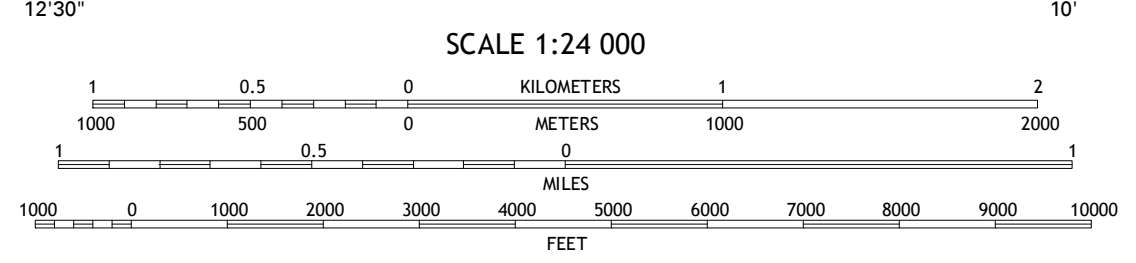 12'30" 10'
SCALE 1:24 000
1 0.5 0 KILOMETERS 1 2
1000 500 0 METERS 1000 2000
1 0.5 0 1
MILES
1000 0 1000 2000 3000 4000 5000 6000 7000 8000 9000 10000
FEET